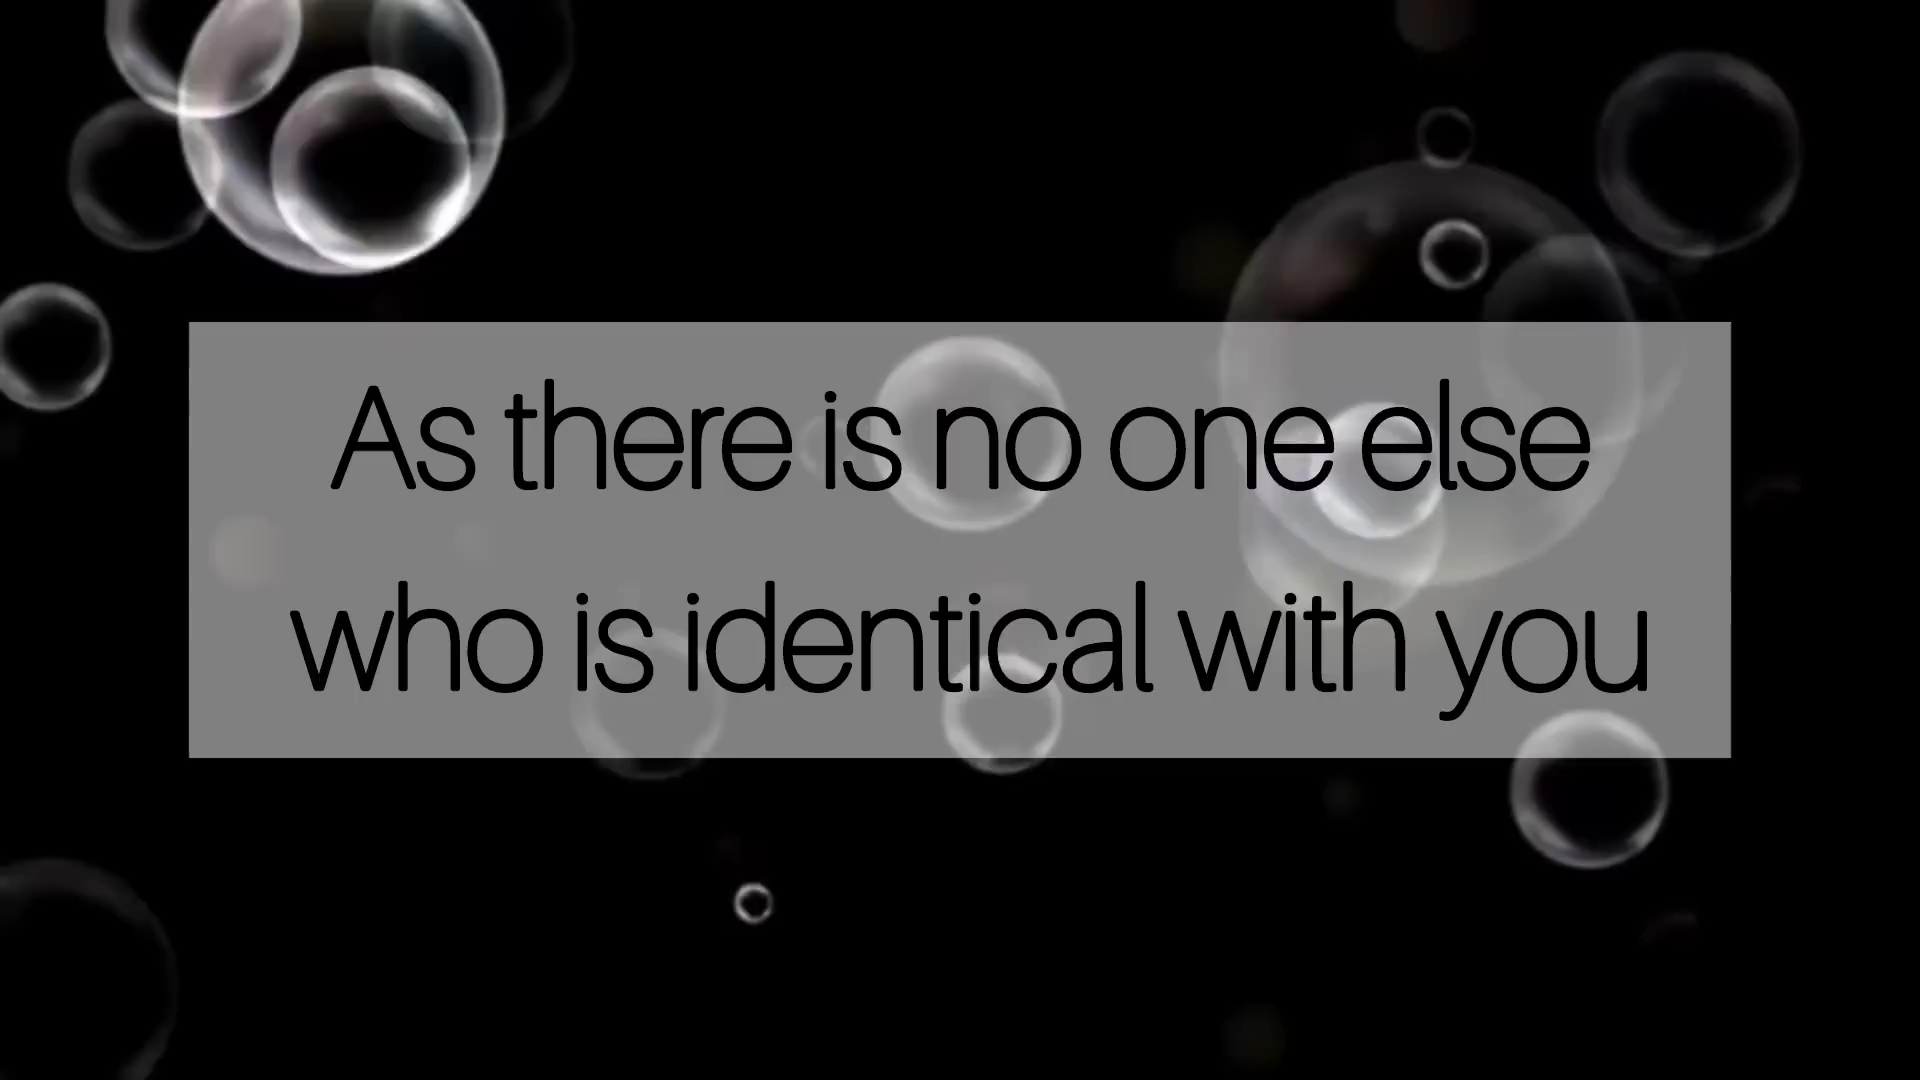 As there is no one else
who is identical with you